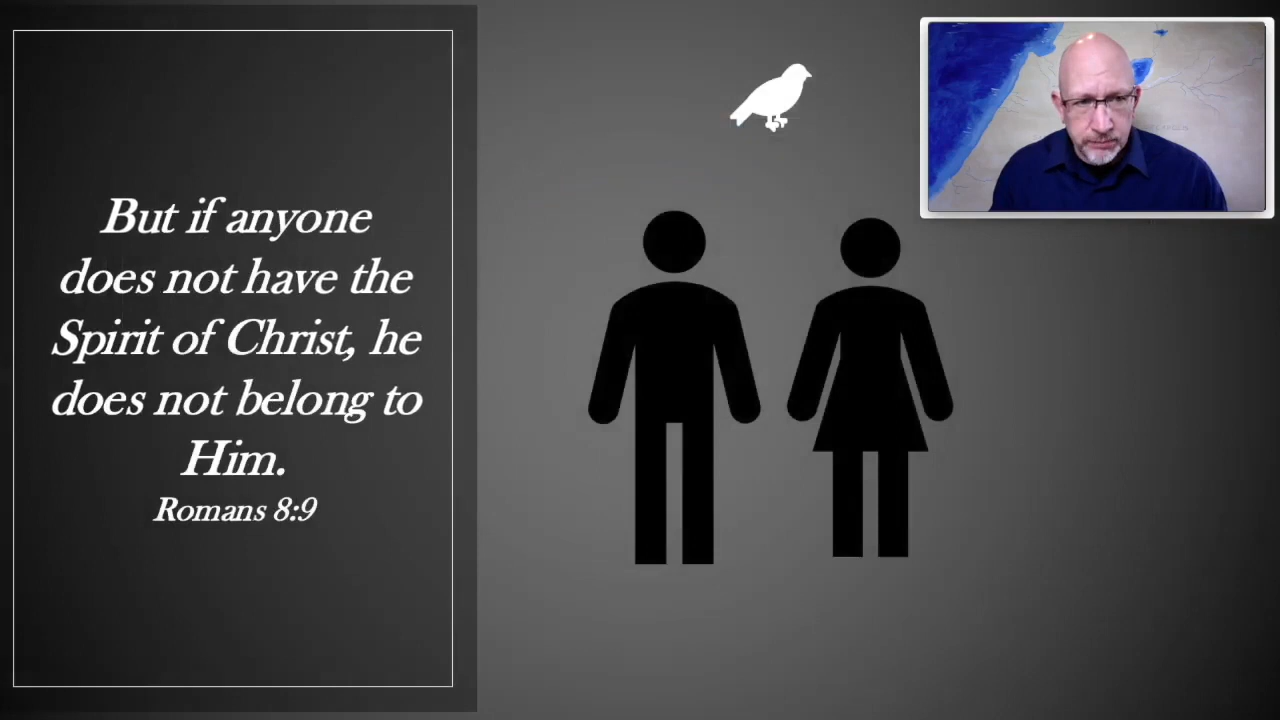 But if anyone
does not have the
Spirit of Christ, he
does not belong to
Him.
Romans 8:9